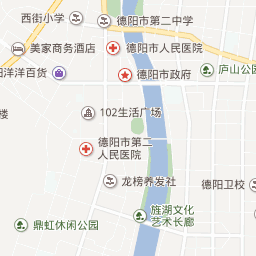 西街小学
德阳市第二中学
美家商务酒店
德阳市人民医院
阳洋洋百货
德阳市政府
庐山公园
102生活广场
楼
德阳市第二
人民医院
龙榜养发社
德阳卫校
旌湖文化
艺术长廊
鼎虹休闲公园